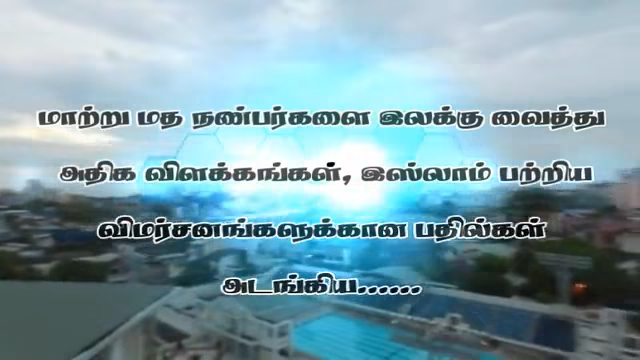 மாற்று மத நண்பர்களை இலக்கு வைத்து
அதிக விளக்கங்கள், இஸ்லாம் பற்றிய
விமர்சனங்களுக்கான பதில்கள்
அடங்கிய......